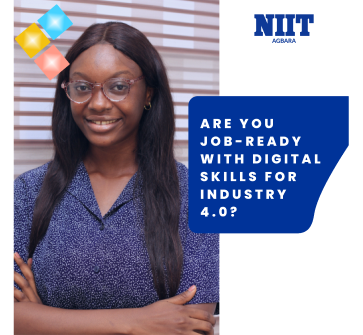 NIIT
AGBARA
ARE YOU
JOB-READY
WITH DIGITAL
SKILLS FOR
INDUSTRY
4.0?